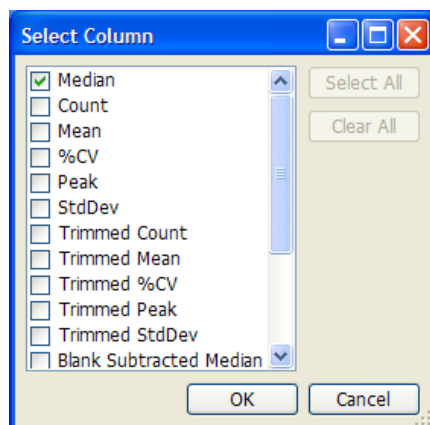 Select Column
Median
Count
Mean
%CV
Peak
StdDev
Trimmed Count
Trimmed Mean
Trimmed %CV
Trimmed Peak
Trimmed StdDev
Blank Subtracted Median
Select All
Clear All
OK
Cancel